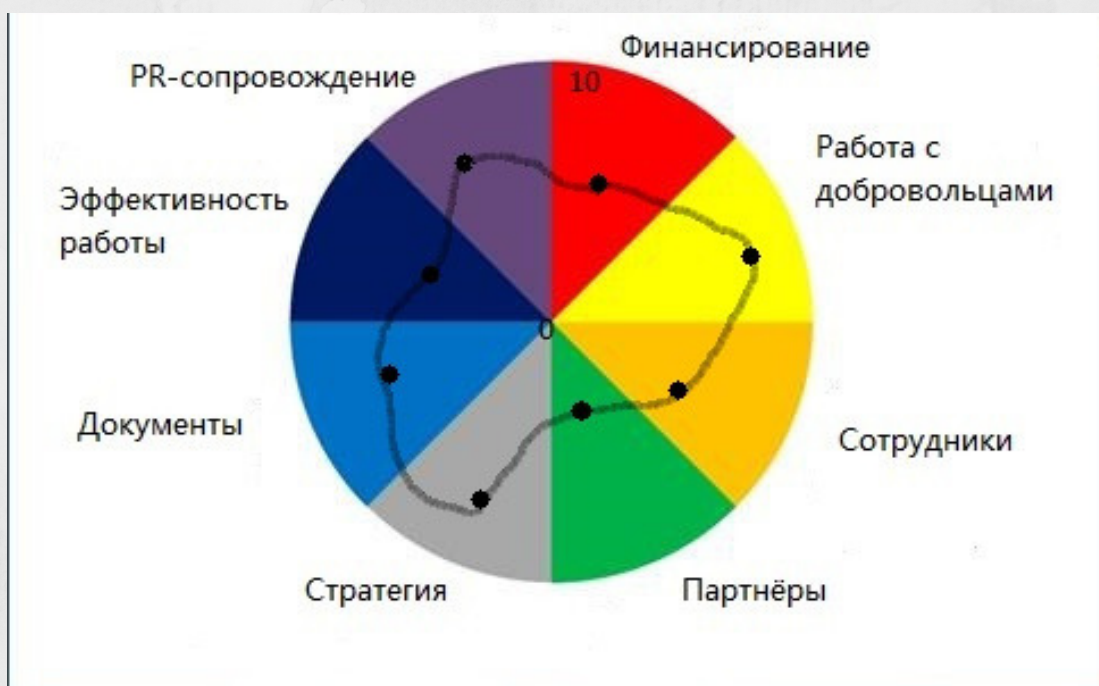 Финансирование
PR-сопровождение
10
Работа с
добровольцами
Эффективность
работы
0
Документы
Сотрудники
Стратегия
Партнёры